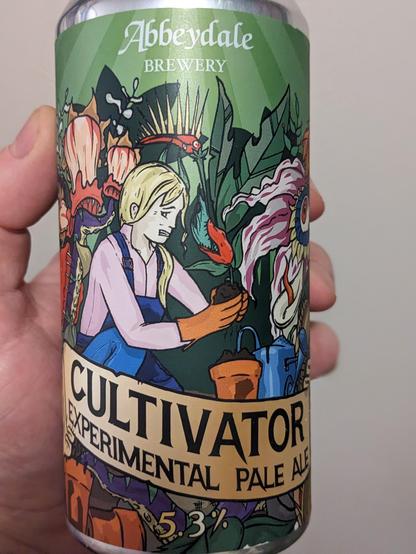 Abbeydale
BREWERY
CULTIVATOR
EXPERIMENTAL PALE ALE
5.3%